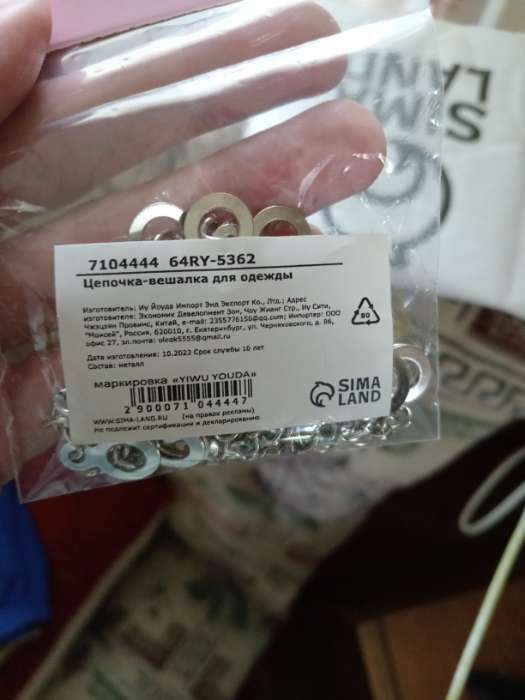 7104444 64RY-5362
Цепочка-вешалка для одежды
Изготовитель: Иу Йоуда Импорт Энд Экспорт Ко., Лтд.; Адрес
изготовителя: Экономик Девелопмент Зон, Чоу Жианг Стр., Иу Сити,
Чжэцзян Провинс, Китай, e-mail: 2355776150@qq.com; Импортер: ООО
"Мойсей", Россия, 620010, г. Екатеринбург, ул. Черняховского, д. 86,
офис 27, эл.почта: oleqk5555@gmail.ru
Дата изготовления: 10.2023 Срок службы 10 лет
Состав: металл
маркировка «YIWU YOUDA»
2 900071 044447
WWW.SIMA-LAND.RU (на правах рекламы)
Не подлежит сертификации и декларированию
80
SIMA
LAND
SIMA
LAND